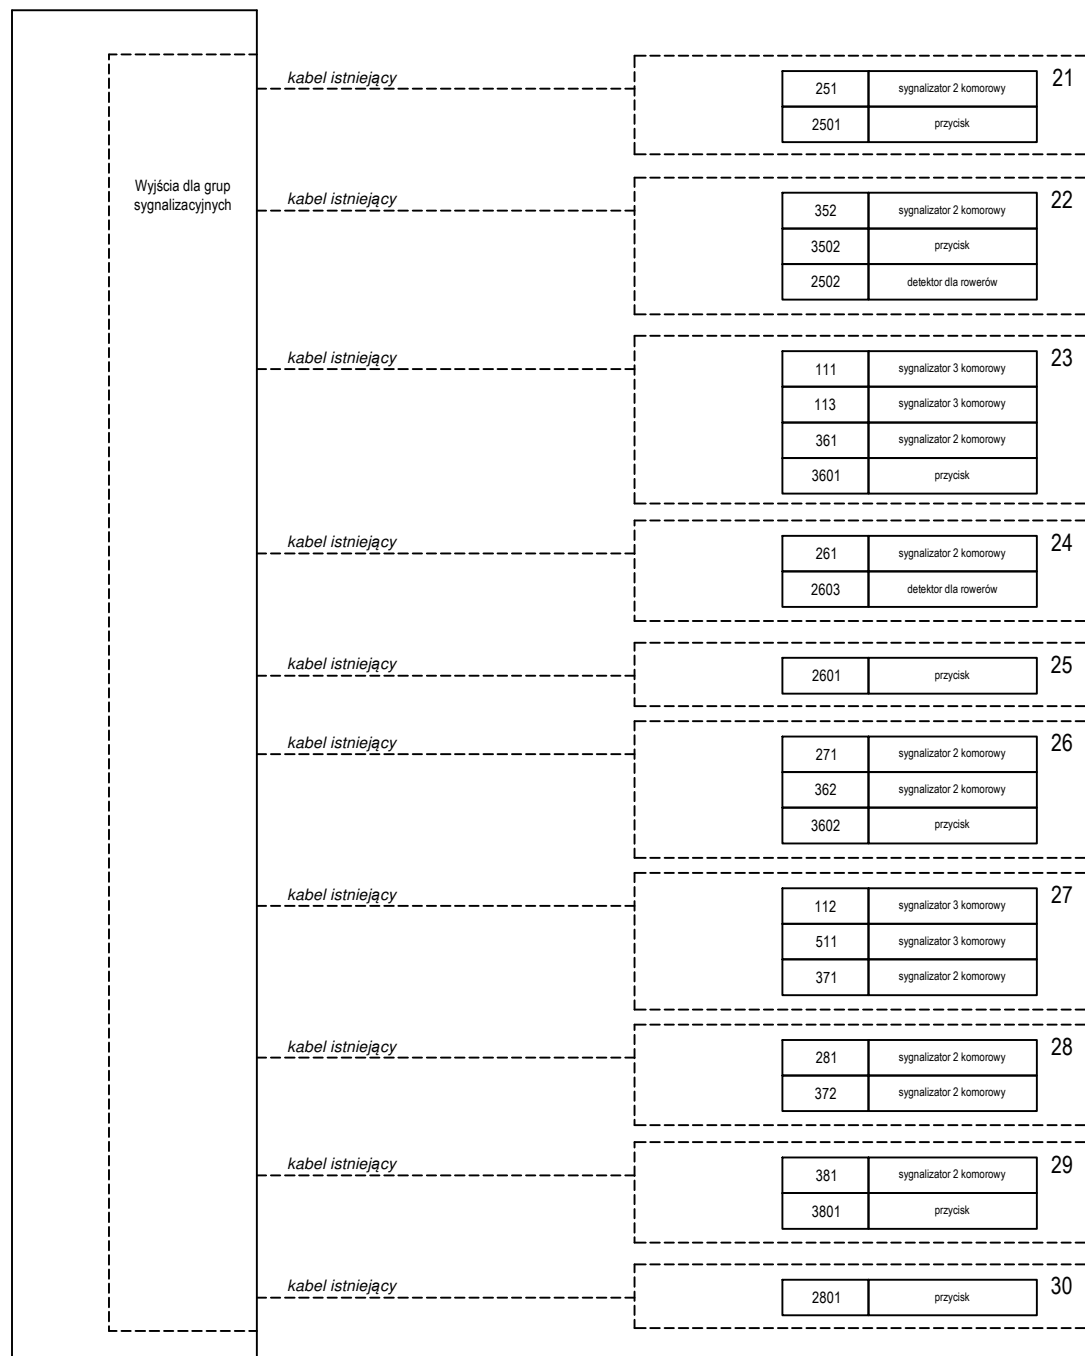 Wyjścia dla grup
sygnalizacyjnych
kabel istniejący
21
251 sygnalizator 2 komorowy
2501 przycisk
kabel istniejący
22
352 sygnalizator 2 komorowy
3502 przycisk
2502 detektor dla rowerów
kabel istniejący
23
111 sygnalizator 3 komorowy
113 sygnalizator 3 komorowy
361 sygnalizator 2 komorowy
3601 przycisk
kabel istniejący
24
261 sygnalizator 2 komorowy
2603 detektor dla rowerów
kabel istniejący
25
2601 przycisk
kabel istniejący
26
271 sygnalizator 2 komorowy
362 sygnalizator 2 komorowy
3602 przycisk
kabel istniejący
27
112 sygnalizator 3 komorowy
511 sygnalizator 3 komorowy
371 sygnalizator 2 komorowy
kabel istniejący
28
281 sygnalizator 2 komorowy
372 sygnalizator 2 komorowy
kabel istniejący
29
381 sygnalizator 2 komorowy
3801 przycisk
kabel istniejący
30
2801 przycisk